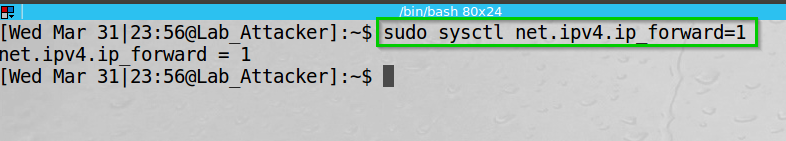 /bin/bash 80x24
[Wed Mar 31|23:56@Lab_Attacker]:~$ sudo sysctl net.ipv4.ip_forward=1
net.ipv4.ip_forward = 1
[Wed Mar 31|23:56@Lab_Attacker]:~$